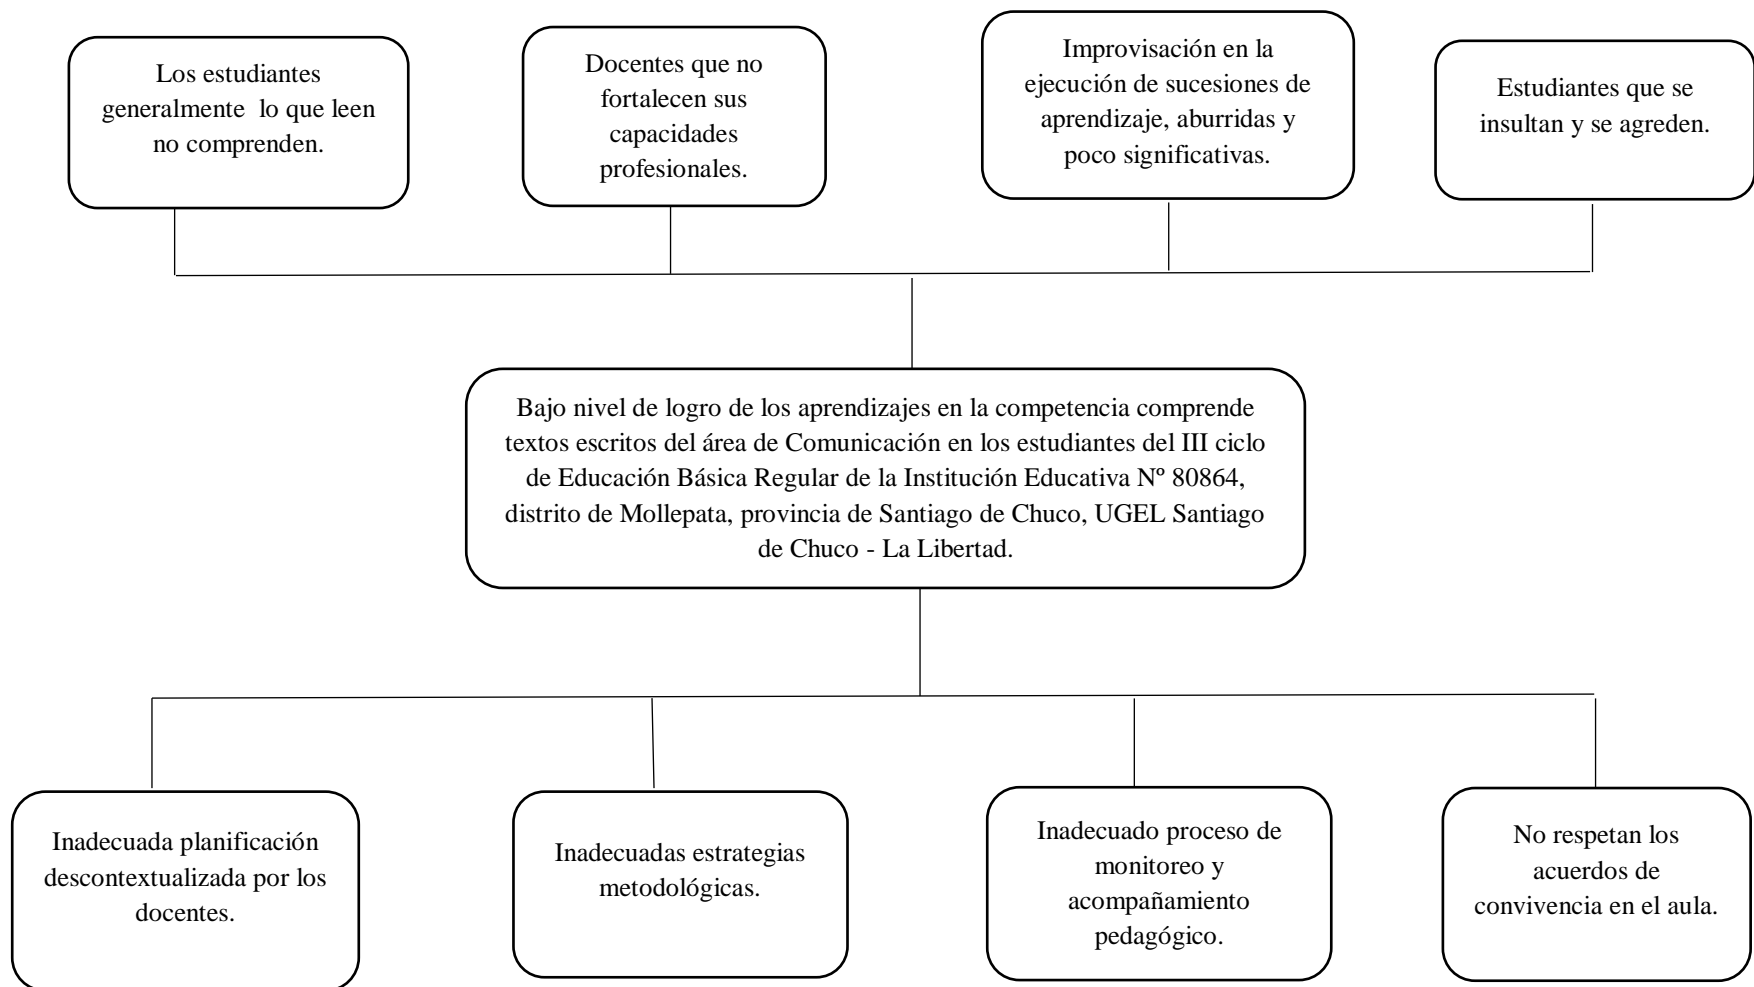 Los estudiantes
generalmente  lo que leen
no comprenden.
Docentes que no
fortalecen sus
capacidades
profesionales.
Improvisación en la
ejecución de sucesiones de
aprendizaje, aburridas y
poco significativas.
Estudiantes que se
insultan y se agreden.
Bajo nivel de logro de los aprendizajes en la competencia comprende
textos escritos del área de Comunicación en los estudiantes del III ciclo
de Educación Básica Regular de la Institución Educativa Nº 80864,
distrito de Mollepata, provincia de Santiago de Chuco, UGEL Santiago
de Chuco - La Libertad.
Inadecuada planificación
descontextualizada por los
docentes.
Inadecuadas estrategias
metodológicas.
Inadecuado proceso de
monitoreo y
acompañamiento
pedagógico.
No respetan los
acuerdos de
convivencia en el aula.